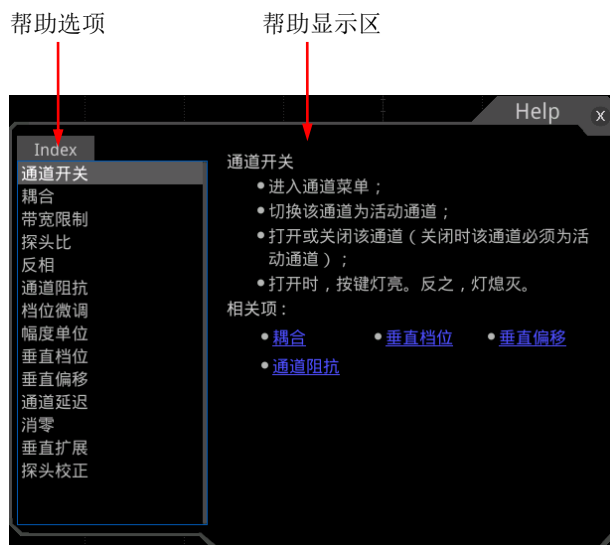 帮助选项
帮助显示区
Help
x
Index
通道开关
耦合
带宽限制
探头比
反相
通道阻抗
档位微调
幅度单位
垂直档位
垂直偏移
通道延迟
消零
垂直扩展
探头校正
通道开关
●进入通道菜单；
●切换该通道为活动通道；
●打开或关闭该通道（关闭时该通道必须为活
动通道）；
●打开时，按键灯亮。反之，灯熄灭。
相关项：
●耦合 ●垂直档位 ●垂直偏移
●通道阻抗